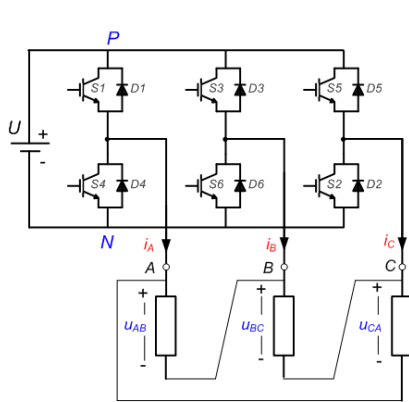 P
S1 D1 S3 D3 S5 D5
U + -
S4 D4 S6 D6 S2 D2
N
iA iB iC
A B C
+ + +
uAB uBC uCA
- - -